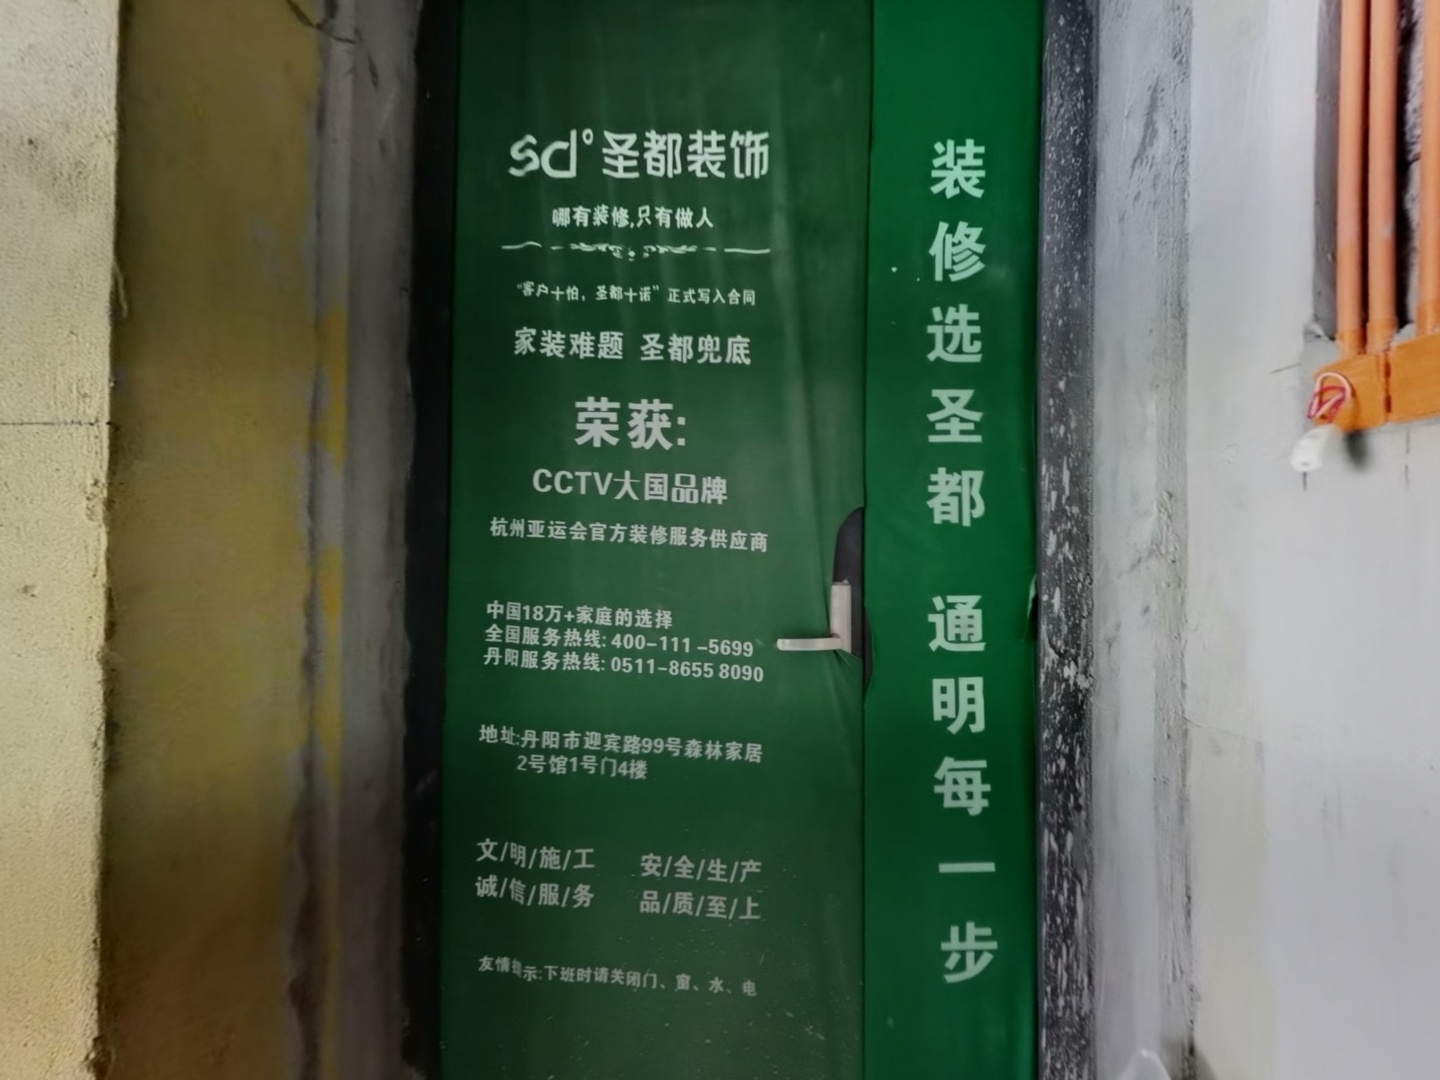 sd°圣都装饰
哪有装修,只有做人
"客户十怕，圣都十诺"正式写入合同
家装难题 圣都兜底
荣获:
CCTV大国品牌
杭州亚运会官方装修服务供应商
中国18万+家庭的选择
全国服务热线: 400-111-5699
丹阳服务热线: 0511-8655 8090
地址:丹阳市迎宾路99号森林家居
2号馆1号门4楼
文/明/施/工 安/全/生/产
诚/信/服/务 品/质/至/上
友情提示:下班时请关闭门、窗、水、电
装修选圣都 通明每一步